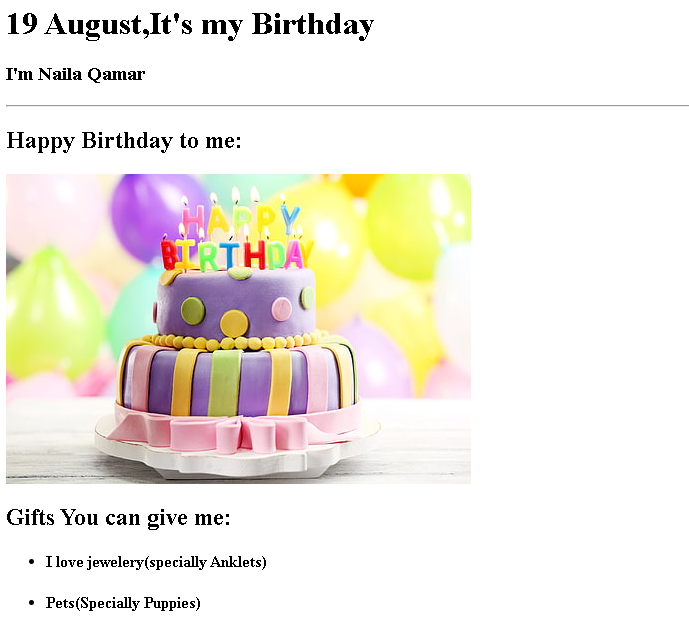 19 August,It's my Birthday
I'm Naila Qamar
Happy Birthday to me:
HAPPY
BIRTHDAY
Gifts You can give me:
I love jewelery(specially Anklets)
Pets(Specially Puppies)